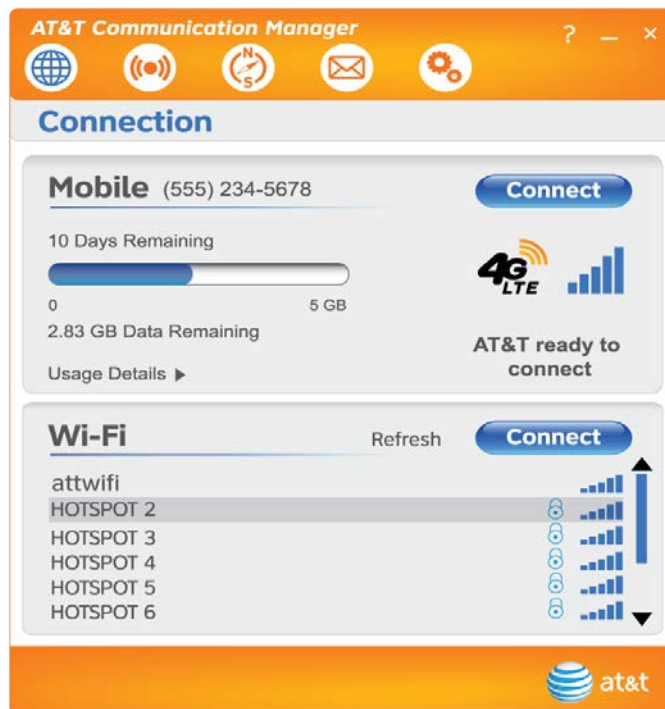 AT&T Communication Manager
? – ×
N
S
Connection
Mobile (555) 234-5678
Connect
10 Days Remaining
0 5 GB
2.83 GB Data Remaining
Usage Details ▶
4G
LTE
AT&T ready to
connect
Wi-Fi
Refresh
Connect
attwifi
HOTSPOT 2
HOTSPOT 3
HOTSPOT 4
HOTSPOT 5
HOTSPOT 6
at&t